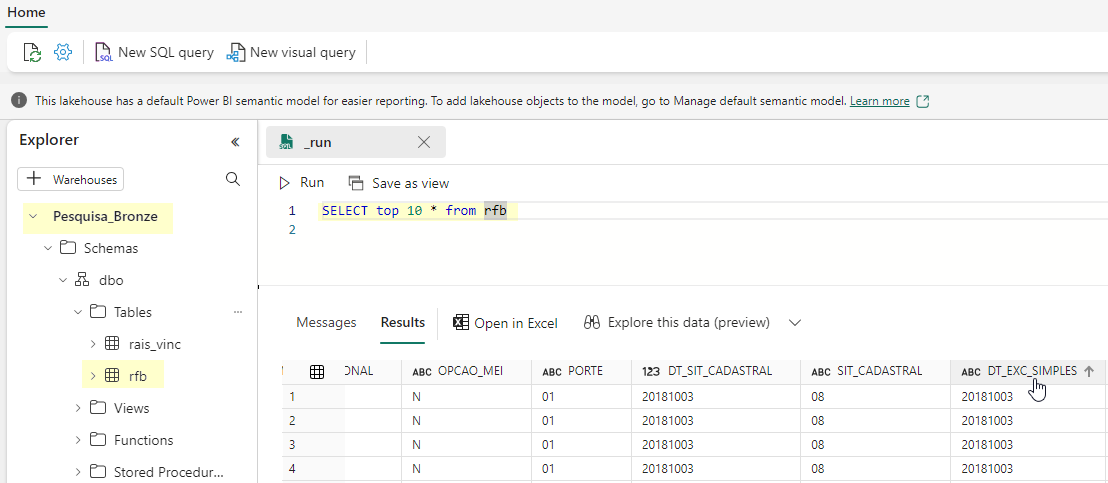 Home
New SQL query New visual query
This lakehouse has a default Power BI semantic model for easier reporting. To add lakehouse objects to the model, go to Manage default semantic model. Learn more
Explorer «
+ Warehouses
Pesquisa_Bronze
Schemas
dbo
Tables ...
rais_vinc
rfb
Views
Functions
Stored Procedur...
SQL _run
Run Save as view
1 SELECT top 10 * from rfb
2
Messages Results Open in Excel Explore this data (preview)
ONAL ABC OPCAO_MEI ABC PORTE 123 DT_SIT_CADASTRAL ABC SIT_CADASTRAL ABC DT_EXC_SIMPLES
1 N 01 20181003 08 20181003
2 N 01 20181003 08 20181003
3 N 01 20181003 08 20181003
4 N 01 20181003 08 20181003